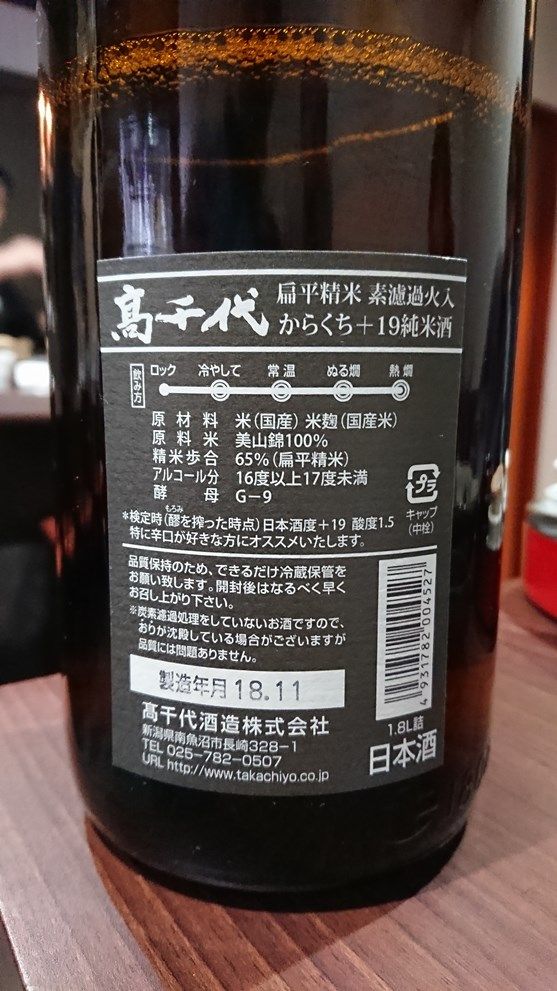 髙千代
扁平精米 素濾過火入
からくち＋19純米酒
飲み方
ロック 冷やして 常温 ぬる燗 熱燗
原材料 米（国産）米麹（国産米）
原料米 美山錦100％
精米歩合 65％（扁平精米）
アルコール分 16度以上17度未満
酵母 G－9
プラ
キャップ
（中栓）
もろみ
＊検定時（醪を搾った時点）日本酒度＋19 酸度1.5
特に辛口が好きな方にオススメいたします。
品質保持のため、できるだけ冷蔵保管を
お願い致します。開封後はなるべく早く
お召し上がり下さい。
※炭素濾過処理をしていないお酒ですので、
おりが沈殿している場合がございますが
品質には問題ありません。
製造年月 18.11
髙千代酒造株式会社
新潟県南魚沼市長崎328－1
TEL 025－782－0507
URL http://www.takachiyo.co.jp
4 931782 004527
1.8L詰
日本酒